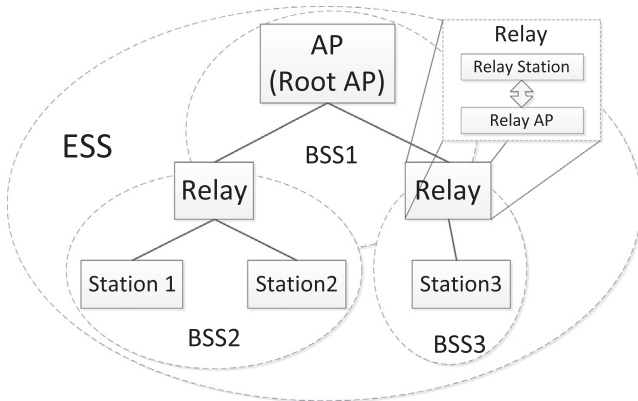 AP
(Root AP)
Relay
Relay Station
Relay AP
ESS
BSS1
Relay
Relay
Station 1
Station2
Station3
BSS2
BSS3